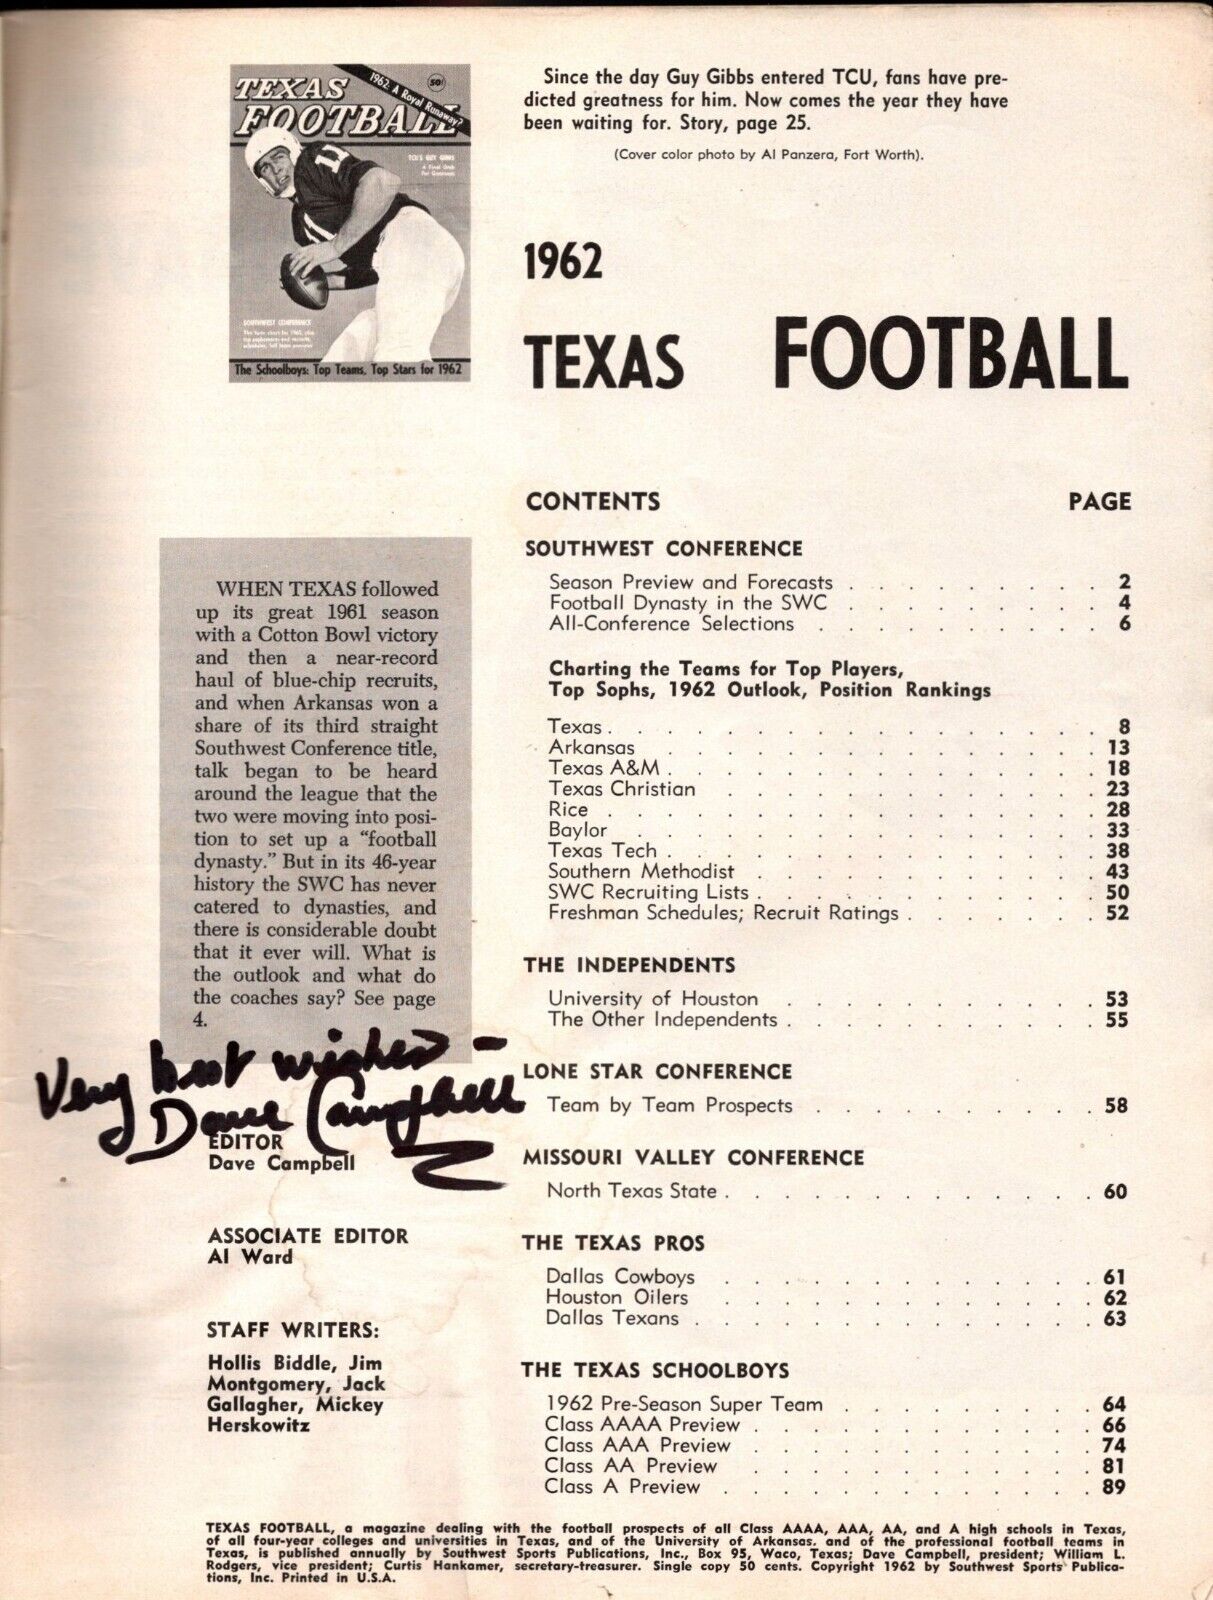 TEXAS
FOOTBALL
1962: A Royal Runaway?
50¢
TCU'S GUY GIBBS
SOUTHWEST CONFERENCE
The Schoolboys: Top Teams, Top Stars for 1962
Since the day Guy Gibbs entered TCU, fans have pre-
dicted greatness for him. Now comes the year they have
been waiting for. Story, page 25.
(Cover color photo by Al Panzera, Fort Worth).
1962
TEXAS FOOTBALL
CONTENTS PAGE
SOUTHWEST CONFERENCE
Season Preview and Forecasts . . . . . . . . . 2
Football Dynasty in the SWC . . . . . . . . . 4
All-Conference Selections . . . . . . . . . . 6
Charting the Teams for Top Players,
Top Sophs, 1962 Outlook, Position Rankings
Texas . . . . . . . . . . . . . . . . . 8
Arkansas . . . . . . . . . . . . . . . 13
Texas A&M . . . . . . . . . . . . . . . 18
Texas Christian . . . . . . . . . . . . . 23
Rice . . . . . . . . . . . . . . . . . 28
Baylor . . . . . . . . . . . . . . . . 33
Texas Tech . . . . . . . . . . . . . . . 38
Southern Methodist . . . . . . . . . . . . 43
SWC Recruiting Lists . . . . . . . . . . . . 50
Freshman Schedules; Recruit Ratings . . . . . . . 52
THE INDEPENDENTS
University of Houston . . . . . . . . . . . 53
The Other Independents . . . . . . . . . . . 55
LONE STAR CONFERENCE
Team by Team Prospects . . . . . . . . . . 58
MISSOURI VALLEY CONFERENCE
North Texas State . . . . . . . . . . . . . 60
THE TEXAS PROS
Dallas Cowboys . . . . . . . . . . . . . 61
Houston Oilers . . . . . . . . . . . . . 62
Dallas Texans . . . . . . . . . . . . . . 63
THE TEXAS SCHOOLBOYS
1962 Pre-Season Super Team . . . . . . . . . 64
Class AAAA Preview . . . . . . . . . . . . 66
Class AAA Preview . . . . . . . . . . . . 74
Class AA Preview . . . . . . . . . . . . 81
Class A Preview . . . . . . . . . . . . . 89
WHEN TEXAS followed
up its great 1961 season
with a Cotton Bowl victory
and then a near-record
haul of blue-chip recruits,
and when Arkansas won a
share of its third straight
Southwest Conference title,
talk began to be heard
around the league that the
two were moving into posi-
tion to set up a "football
dynasty." But in its 46-year
history the SWC has never
catered to dynasties, and
there is considerable doubt
that it ever will. What is
the outlook and what do
the coaches say? See page
4.
Very best wishes –
Dave Campbell
EDITOR
Dave Campbell
ASSOCIATE EDITOR
Al Ward
STAFF WRITERS:
Hollis Biddle, Jim
Montgomery, Jack
Gallagher, Mickey
Herskowitz
TEXAS FOOTBALL, a magazine dealing with the football prospects of all Class AAAA, AAA, AA, and A high schools in Texas,
of all four-year colleges and universities in Texas, and of the University of Arkansas, and of the professional football teams in
Texas, is published annually by Southwest Sports Publications, Inc., Box 95, Waco, Texas; Dave Campbell, president; William L.
Rodgers, vice president; Curtis Hankamer, secretary-treasurer. Single copy 50 cents. Copyright 1962 by Southwest Sports Publica-
tions, Inc. Printed in U.S.A.